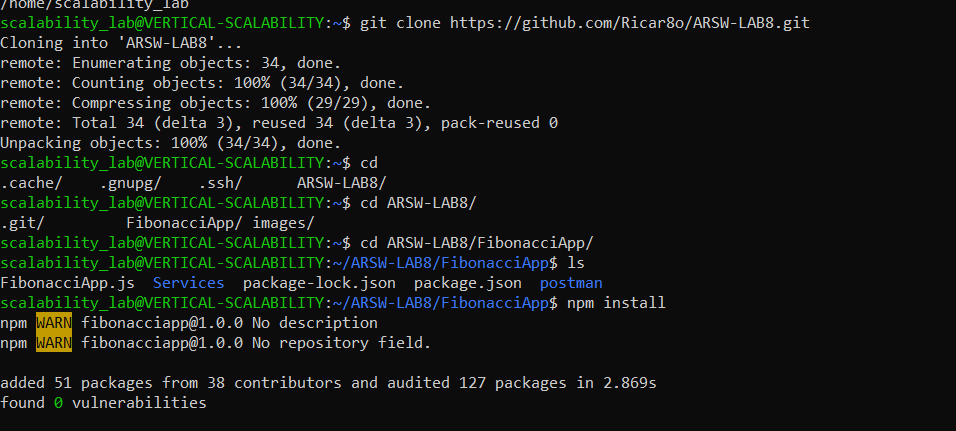 /home/scalability_lab
scalability_lab@VERTICAL-SCALABILITY:~$ git clone https://github.com/Ricar8o/ARSW-LAB8.git
Cloning into 'ARSW-LAB8'...
remote: Enumerating objects: 34, done.
remote: Counting objects: 100% (34/34), done.
remote: Compressing objects: 100% (29/29), done.
remote: Total 34 (delta 3), reused 34 (delta 3), pack-reused 0
Unpacking objects: 100% (34/34), done.
scalability_lab@VERTICAL-SCALABILITY:~$ cd
.cache/    .gnupg/    .ssh/      ARSW-LAB8/
scalability_lab@VERTICAL-SCALABILITY:~$ cd ARSW-LAB8/
.git/         FibonacciApp/ images/
scalability_lab@VERTICAL-SCALABILITY:~$ cd ARSW-LAB8/FibonacciApp/
scalability_lab@VERTICAL-SCALABILITY:~/ARSW-LAB8/FibonacciApp$ ls
FibonacciApp.js  Services  package-lock.json  package.json  postman
scalability_lab@VERTICAL-SCALABILITY:~/ARSW-LAB8/FibonacciApp$ npm install
npm WARN fibonacciapp@1.0.0 No description
npm WARN fibonacciapp@1.0.0 No repository field.
added 51 packages from 38 contributors and audited 127 packages in 2.869s
found 0 vulnerabilities